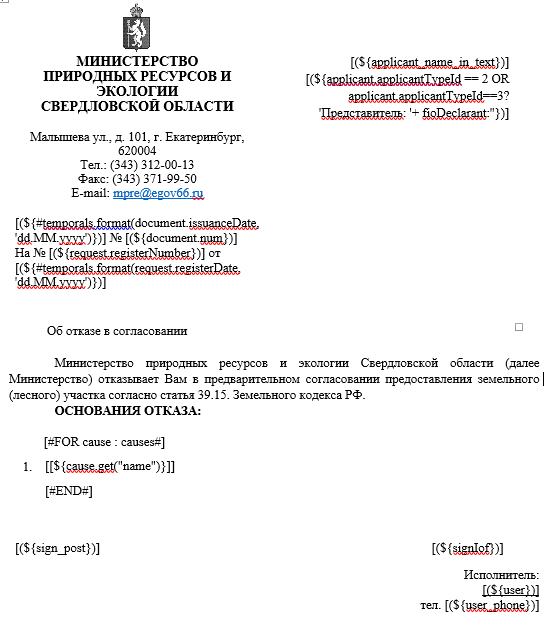 МИНИСТЕРСТВО
ПРИРОДНЫХ РЕСУРСОВ И
ЭКОЛОГИИ
СВЕРДЛОВСКОЙ ОБЛАСТИ
Малышева ул., д. 101, г. Екатеринбург,
620004
Тел.: (343) 312-00-13
Факс: (343) 371-99-50
E-mail: mpre@egov66.ru
[(${applicant_name_in_text})]
[(${applicant.applicantTypeId == 2 OR
applicant.applicantTypeId==3?
'Представитель: '+ fioDeclarant:''})]
[(${#temporals.format(document.issuanceDate,
'dd.MM.yyyy')})] № [(${document.num})]
На № [(${request.registerNumber})] от
[(${#temporals.format(request.registerDate,
'dd.MM.yyyy')})]
Об отказе в согласовании
Министерство природных ресурсов и экологии Свердловской области (далее
Министерство) отказывает Вам в предварительном согласовании предоставления земельного
(лесного) участка согласно статья 39.15. Земельного кодекса РФ.
ОСНОВАНИЯ ОТКАЗА:
[#FOR cause : causes#]
1. [[${cause.get("name")}]]
[#END#]
[(${sign_post})]
[(${signIof})]
Исполнитель:
[(${user})]
тел. [(${user_phone})]